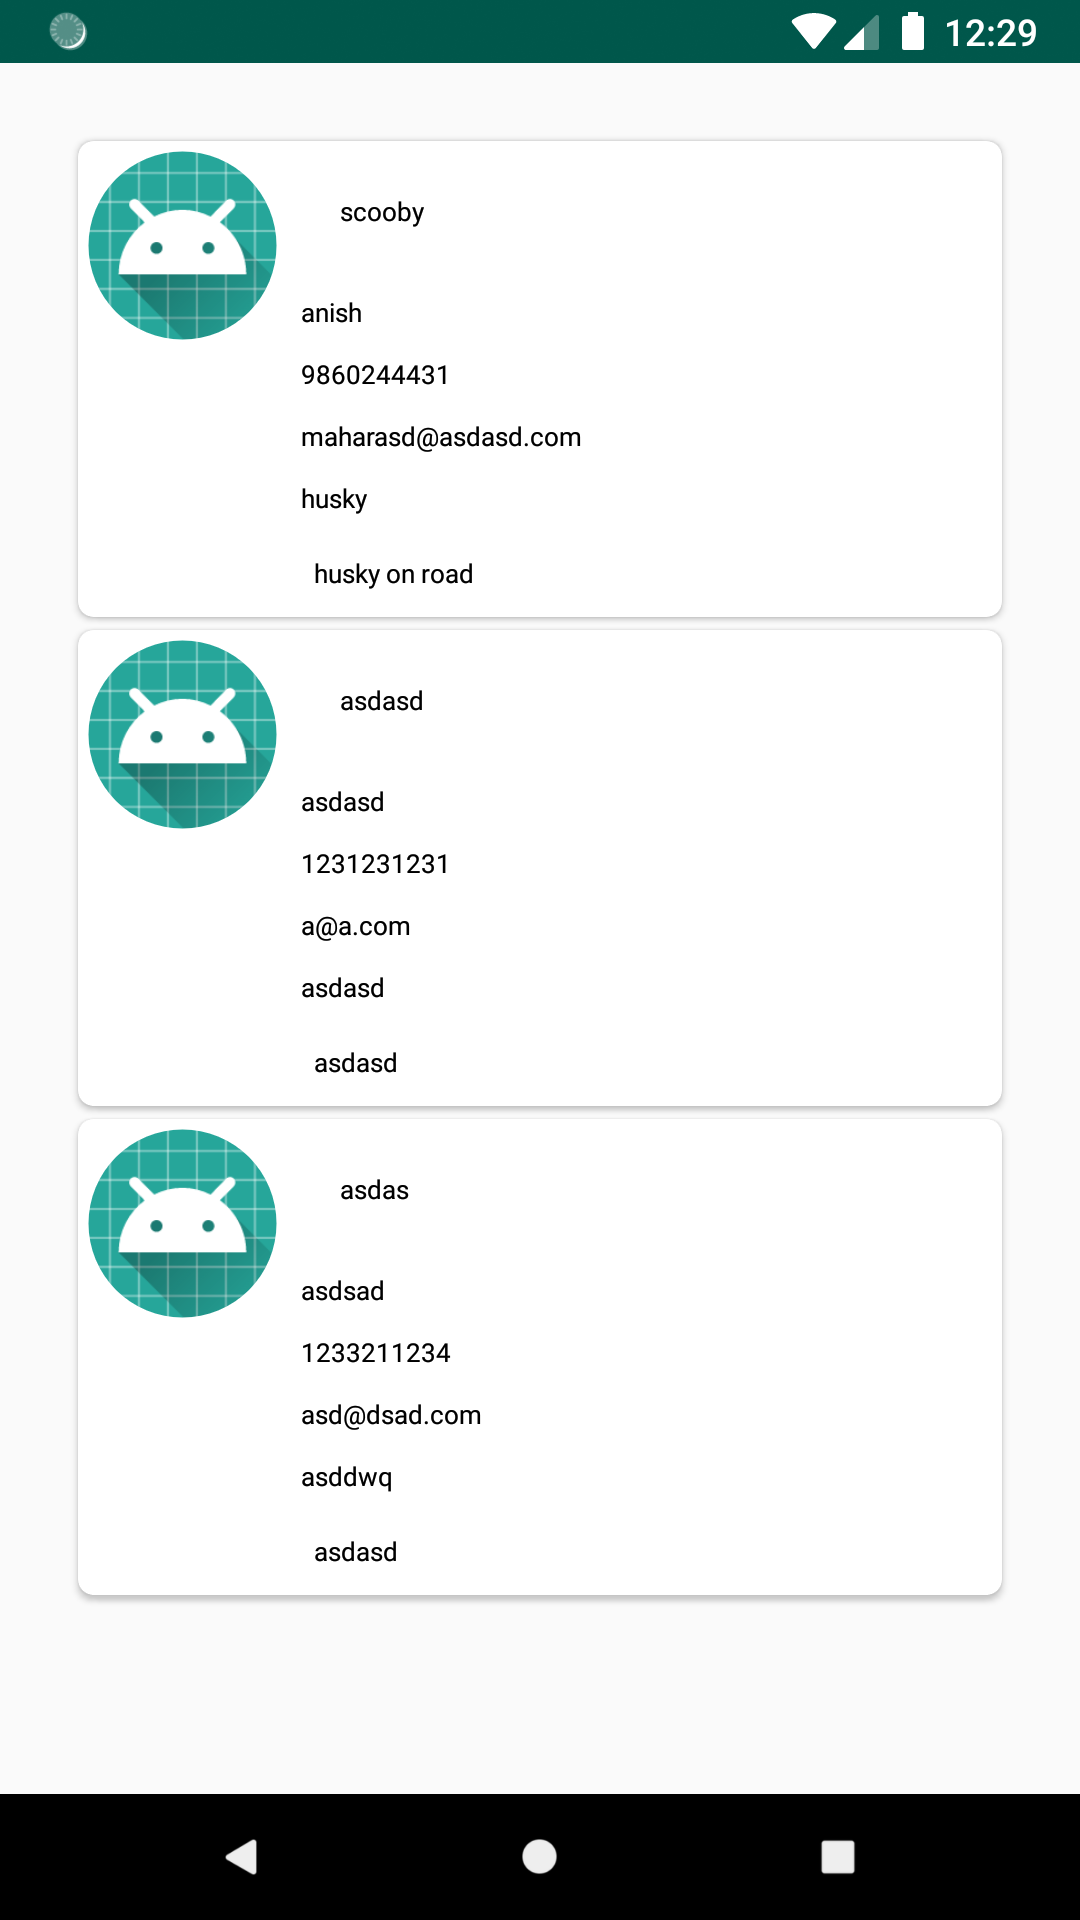 12:29
scooby
anish
9860244431
maharasd@asdasd.com
husky
husky on road
asdasd
asdasd
1231231231
a@a.com
asdasd
asdasd
asdas
asdsad
1233211234
asd@dsad.com
asddwq
asdasd